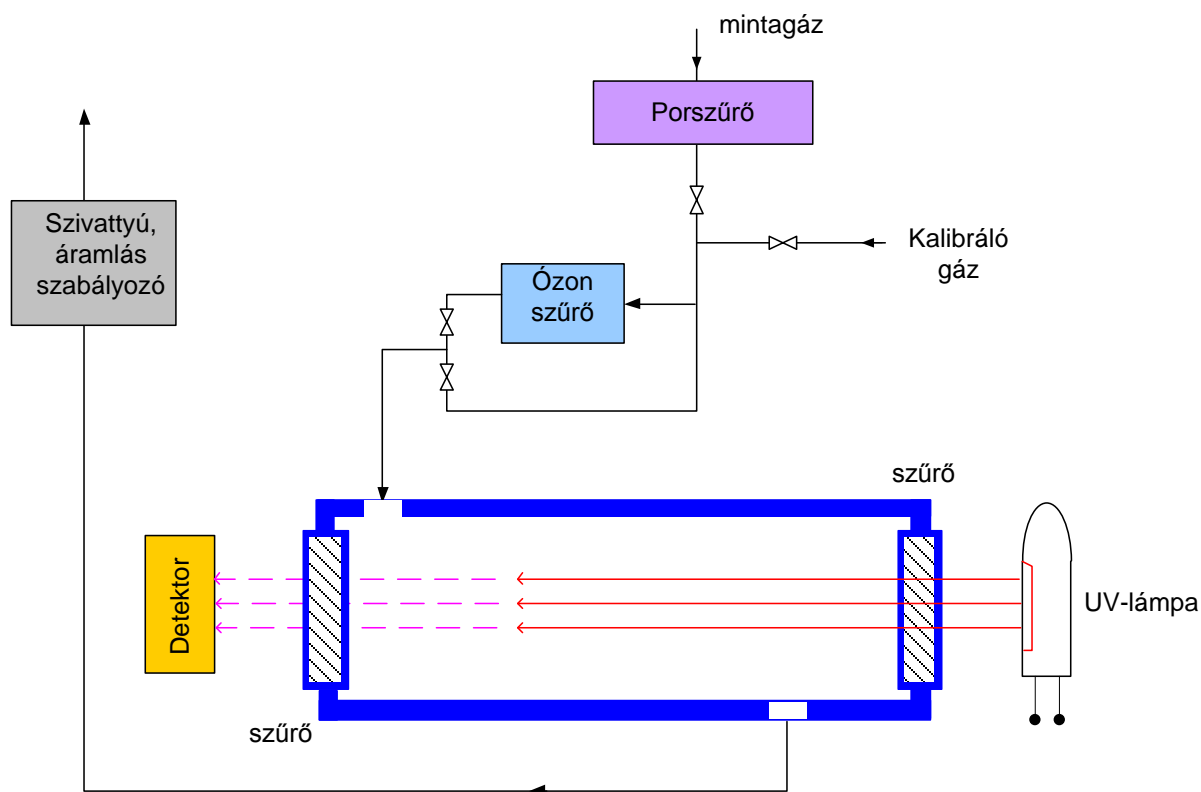 mintagáz
Porszűrő
Szivattyú,
áramlás
szabályozó
Kalibráló
gáz
Ózon
szűrő
szűrő
Detektor
UV-lámpa
szűrő